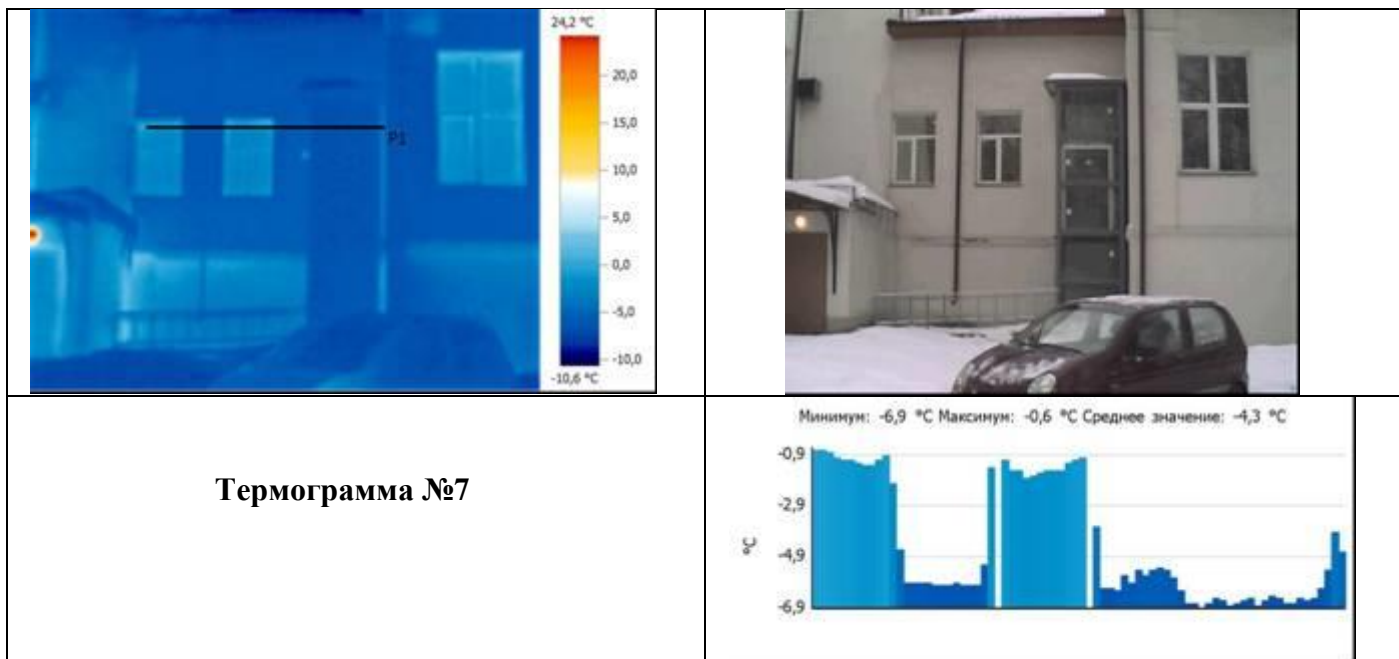 24,2 °C
20,0
15,0
10,0
5,0
0,0
-5,0
-10,0
-10,6 °C
P1
Термограмма №7
Минимум: -6,9 °C Максимум: -0,6 °C Среднее значение: -4,3 °C
-0,9
-2,9
-4,9
-6,9
°C